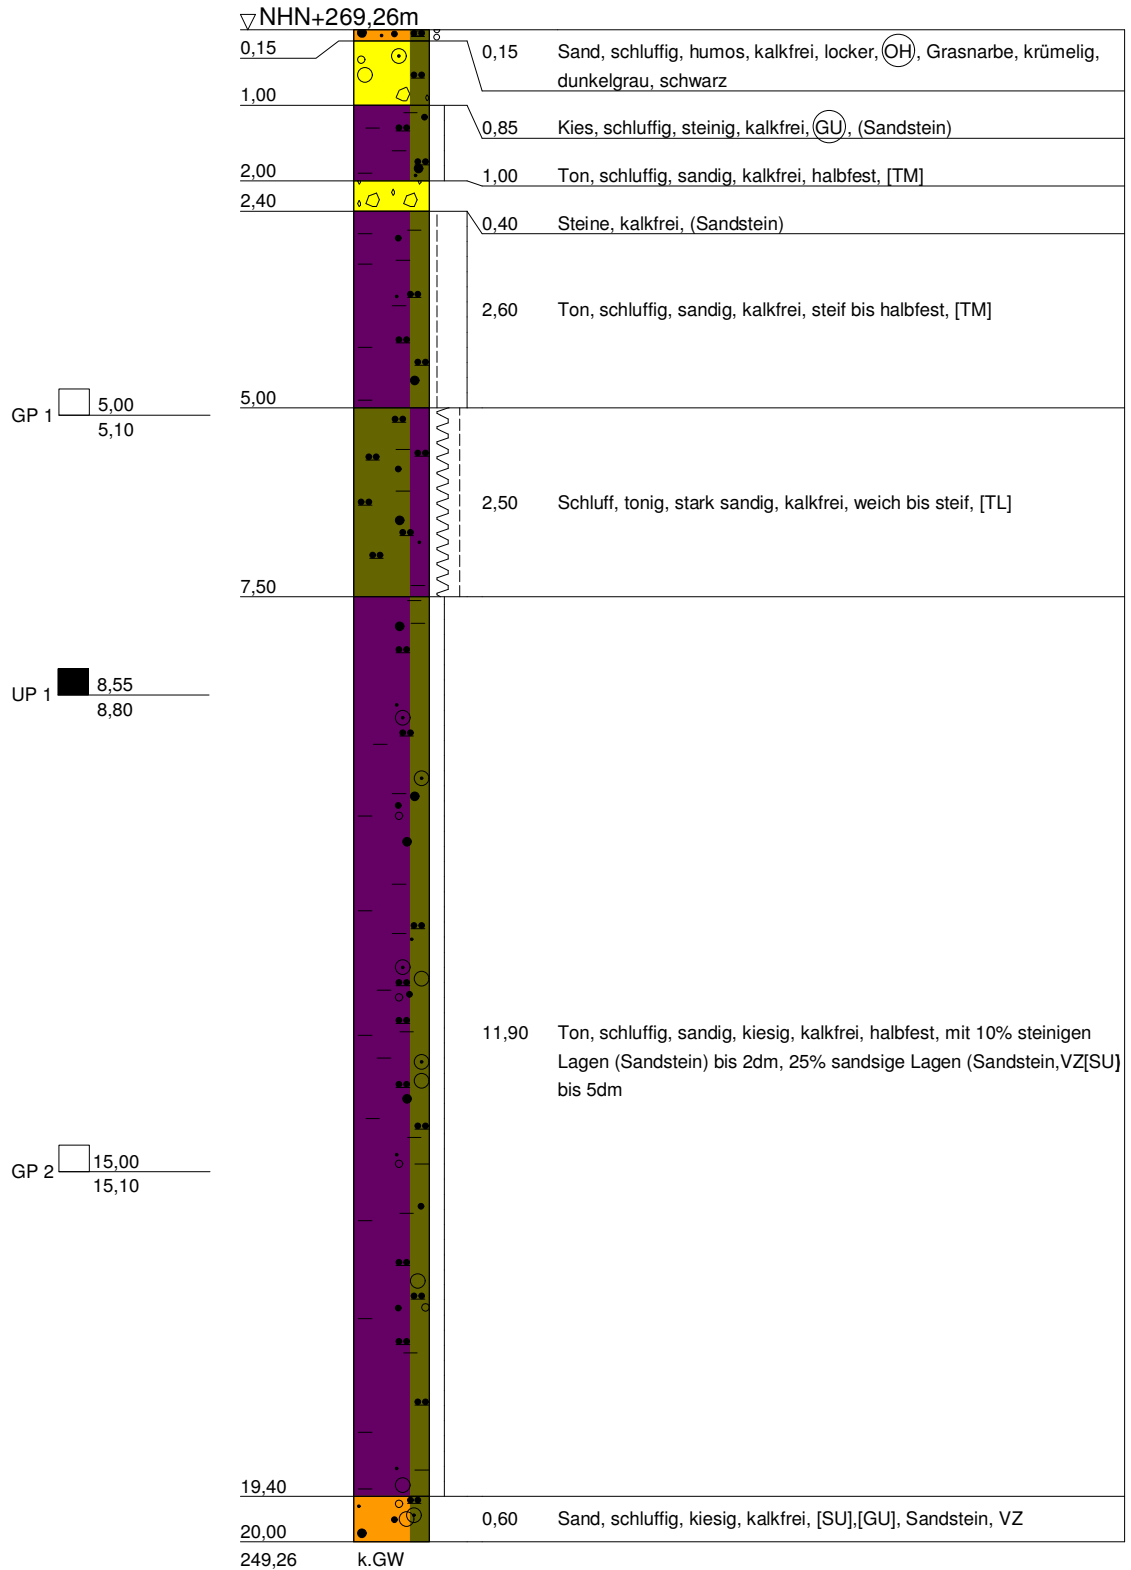 NHN+269,26m
0,15
0,15 Sand, schluffig, humos, kalkfrei, locker, OH, Grasnarbe, krümelig,
dunkelgrau, schwarz
1,00
0,85 Kies, schluffig, steinig, kalkfrei, GU, (Sandstein)
2,00
1,00 Ton, schluffig, sandig, kalkfrei, halbfest, [TM]
2,40
0,40 Steine, kalkfrei, (Sandstein)
2,60 Ton, schluffig, sandig, kalkfrei, steif bis halbfest, [TM]
5,00
GP 1 5,00
5,10
2,50 Schluff, tonig, stark sandig, kalkfrei, weich bis steif, [TL]
7,50
UP 1 8,55
8,80
11,90 Ton, schluffig, sandig, kiesig, kalkfrei, halbfest, mit 10% steinigen
Lagen (Sandstein) bis 2dm, 25% sandsige Lagen (Sandstein,VZ[SU]
bis 5dm
GP 2 15,00
15,10
19,40
0,60 Sand, schluffig, kiesig, kalkfrei, [SU],[GU], Sandstein, VZ
20,00
249,26 k.GW